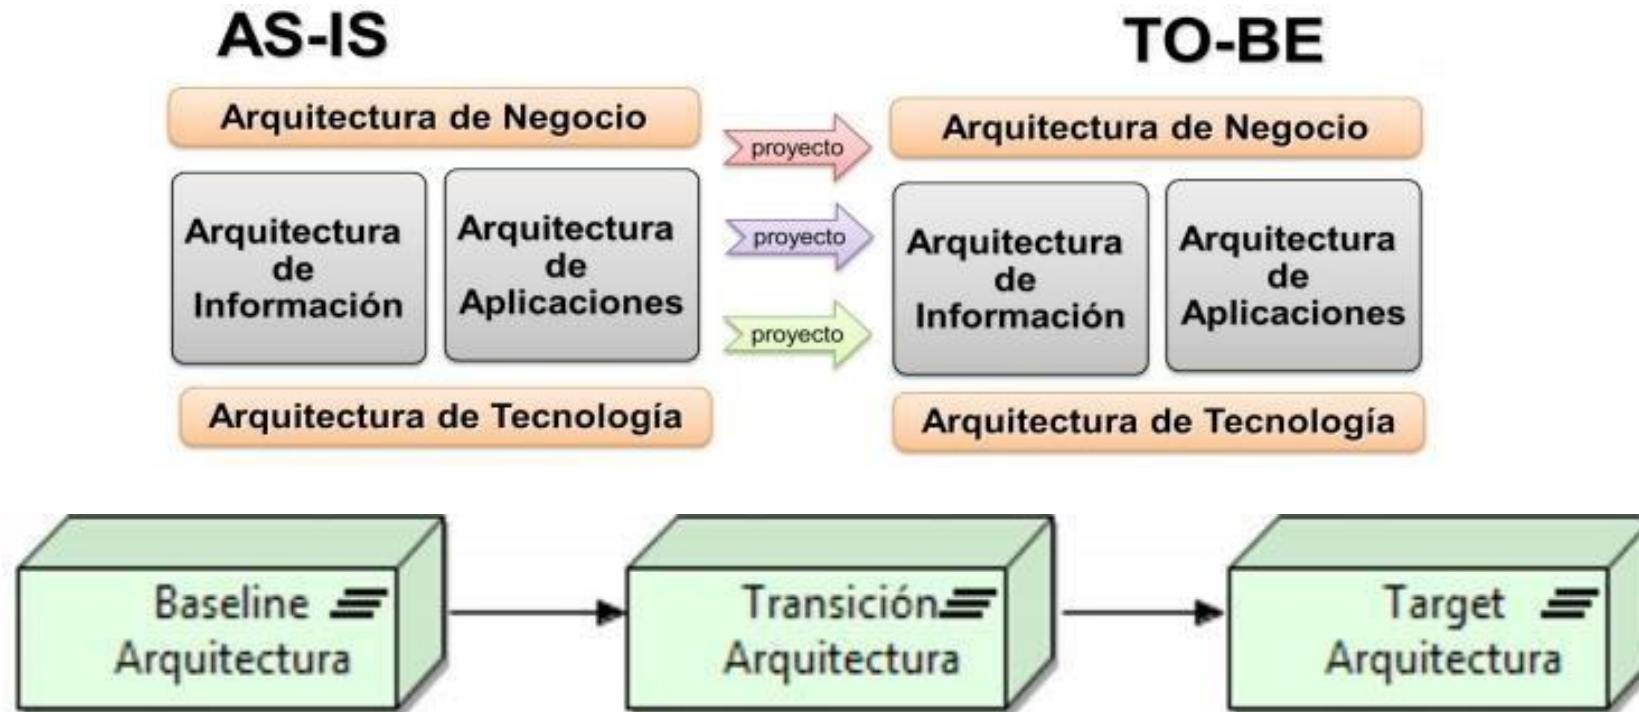 AS-IS
TO-BE
Arquitectura de Negocio
Arquitectura
de
Información
Arquitectura
de
Aplicaciones
Arquitectura de Tecnología
proyecto
proyecto
proyecto
Arquitectura de Negocio
Arquitectura
de
Información
Arquitectura
de
Aplicaciones
Arquitectura de Tecnología
Baseline
Arquitectura
Transición
Arquitectura
Target
Arquitectura